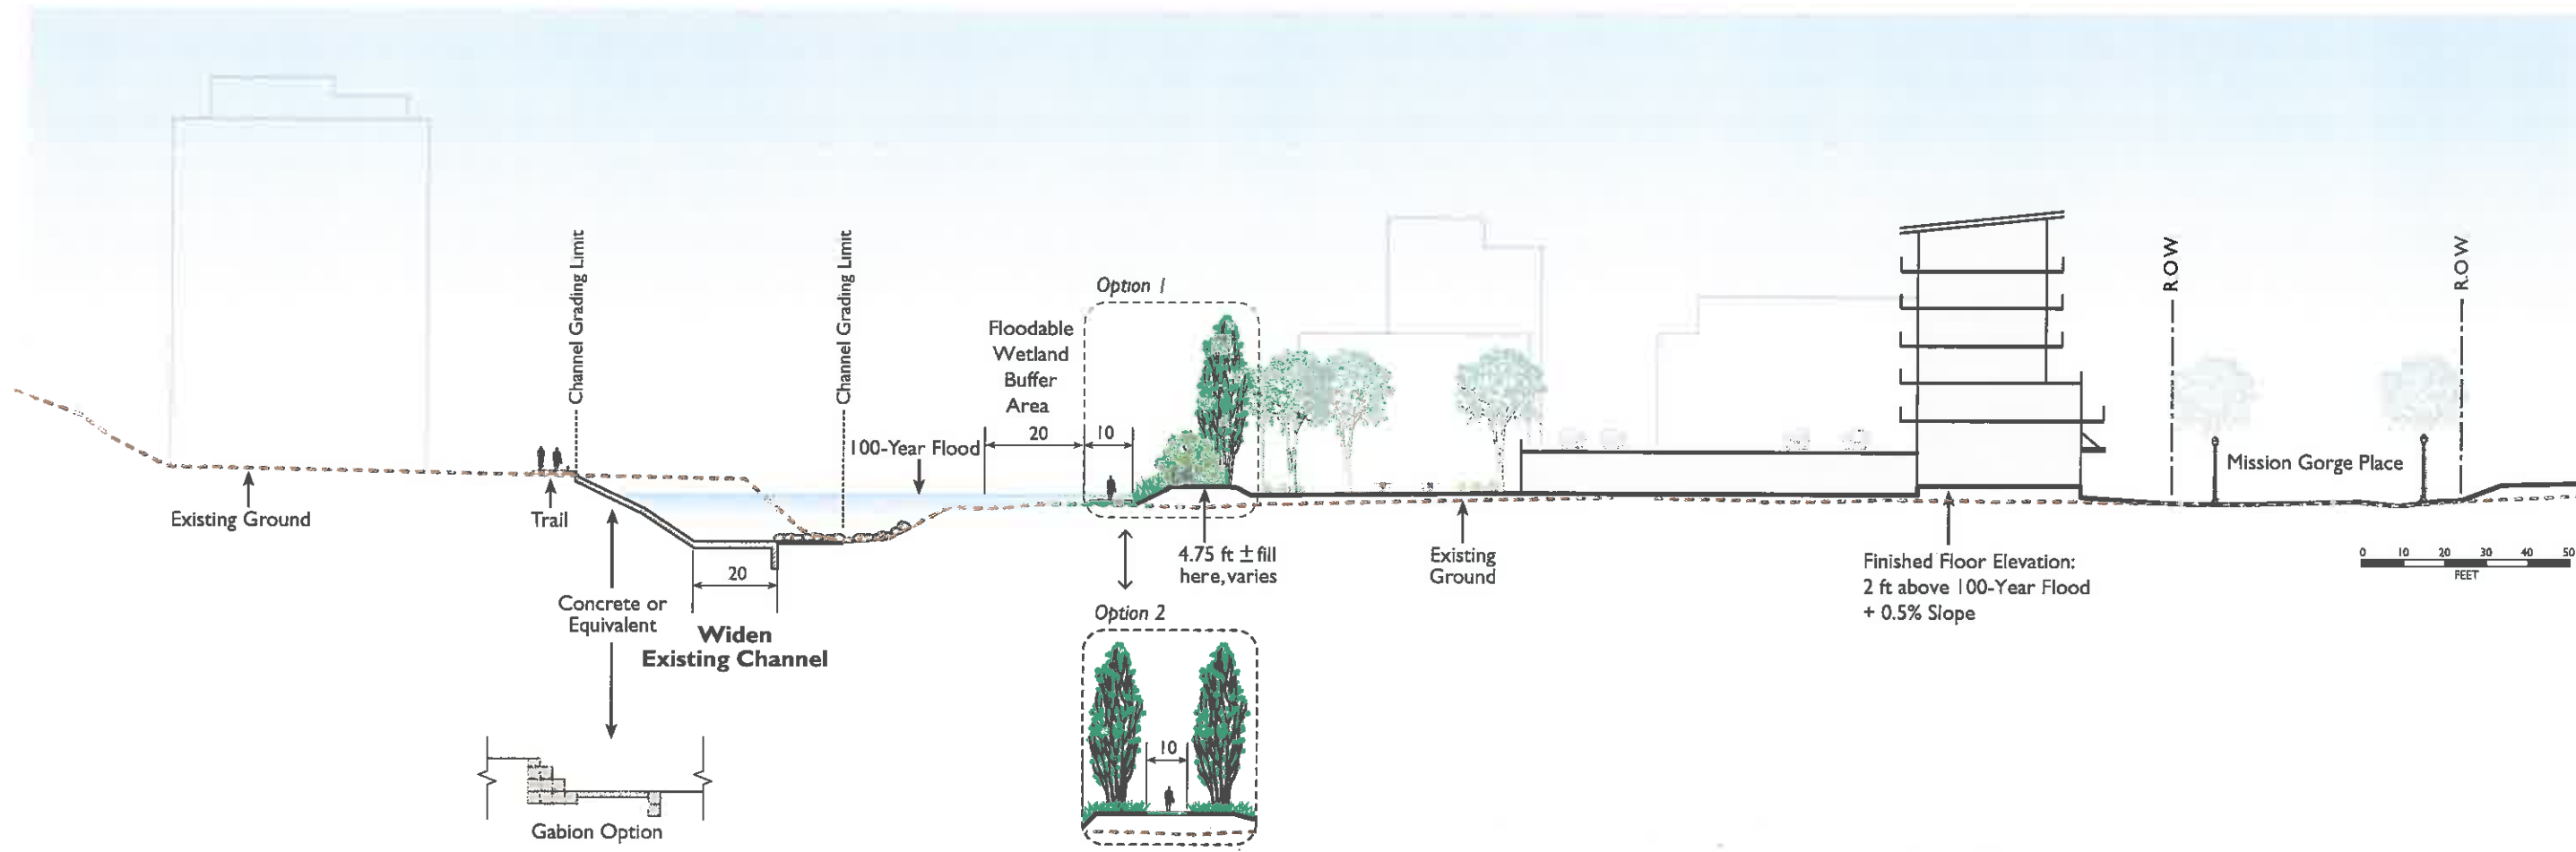 Channel Grading Limit
Channel Grading Limit
R.O.W
R.O.W
Option 1
Floodable
Wetland
Buffer
Area
20
10
100-Year Flood
Mission Gorge Place
Existing Ground
Trail
4.75 ft ± fill
here, varies
Existing
Ground
Finished Floor Elevation:
2 ft above 100-Year Flood
+ 0.5% Slope
0 10 20 30 40 50
FEET
20
Concrete or
Equivalent
Widen
Existing Channel
Option 2
10
Gabion Option